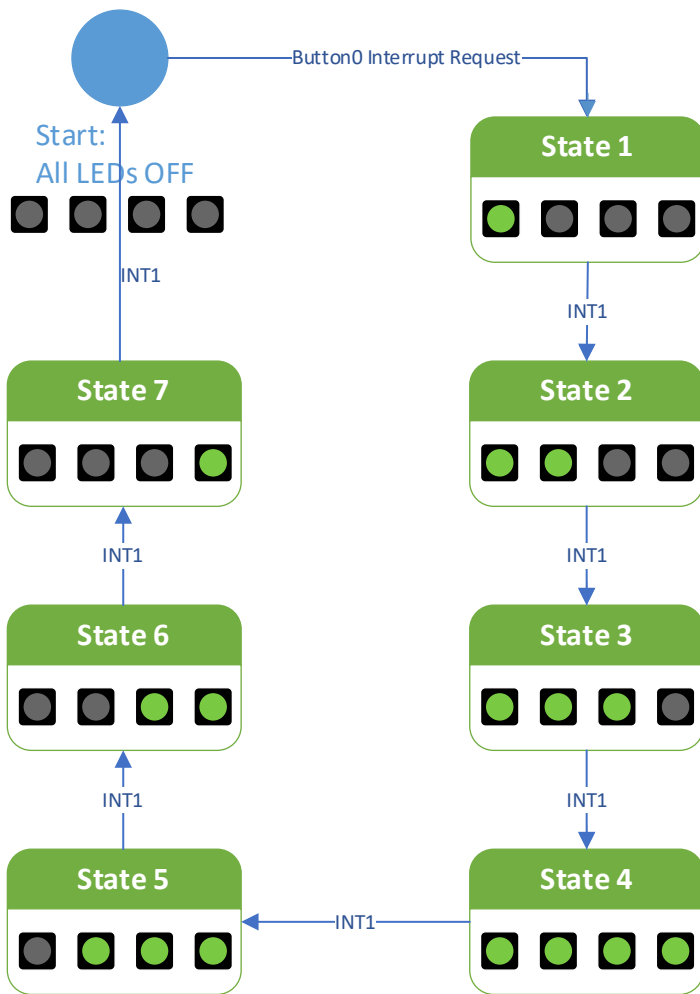 Button0 Interrupt Request
Start:
All LEDs OFF
State 1
INT1
INT1
State 7
State 2
INT1
INT1
State 6
State 3
INT1
INT1
State 5
State 4
INT1